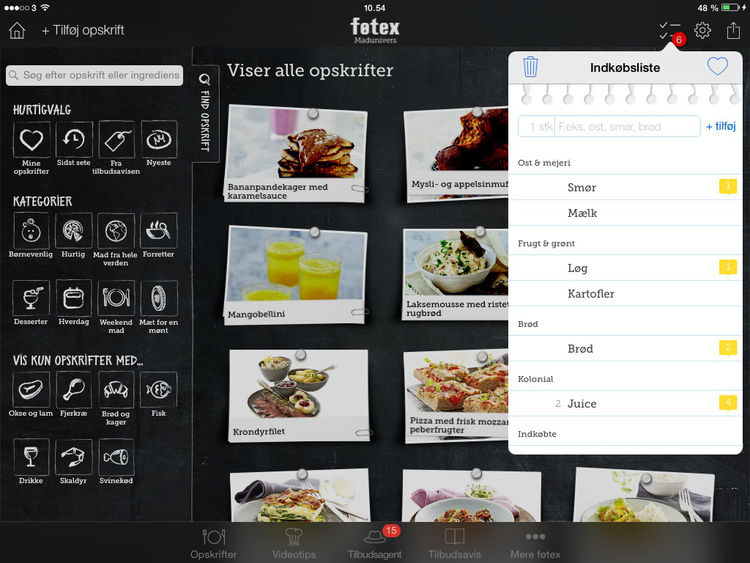 3
10.54
48 %
+ Tilføj opskrift
føtex
Madunivers
6
Søg efter opskrift eller ingrediens
HURTIGVALG
Mine
opskrifter
Sidst sete
Fra
tilbudsavisen
NY
Nyeste
KATEGORIER
Børnevenlig
Hurtig
Mad fra hele
verden
Forretter
Desserter
Hverdag
Weekend
mad
Mæt for en
mønt
VIS KUN OPSKRIFTER MED...
Okse og lam
Fjerkræ
Brød og
kager
Fisk
Drikke
Skaldyr
Svinekød
FIND OPSKRIFT
Viser alle opskrifter
Bananpandekager med
karamelsauce
Mysli- og appelsinmuf
Mangobellini
Laksemousse med ristet
rugbrød
Krondyrfilet
Pizza med frisk mozzar
peberfrugter
Indkøbsliste
1 stk
F.eks. ost, smør, brød
+ tilføj
Ost & mejeri
Smør
1
Mælk
Frugt & grønt
Løg
1
Kartofler
Brød
Brød
2
Kolonial
2 Juice
4
Indkøbte
Opskrifter
Videotips
15
Tilbudsagent
Tilbudsavis
Mere føtex